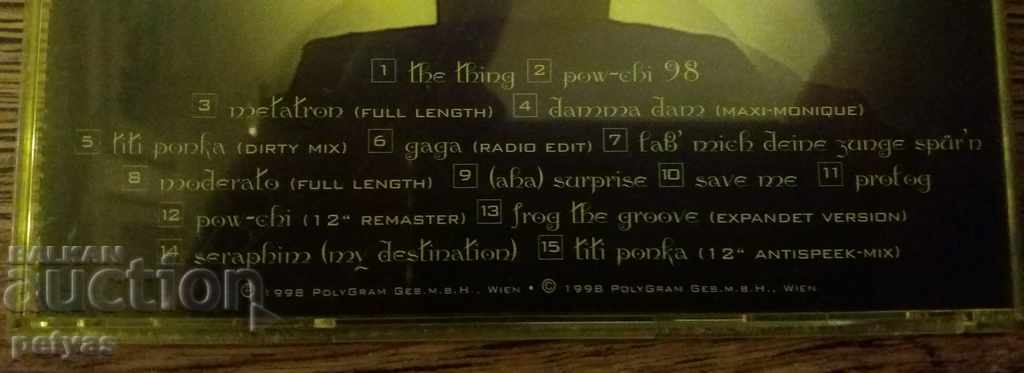 1 the thing 2 pow-chi 98
3 metatron (FULL LENGTH) 4 damma dam (MAXI-MONIQUE)
5 titi ponka (DIRTY MIX) 6 gaga (RADIO EDIT) 7 laß' mich deine zunge spür'n
8 moderato (FULL LENGTH) 9 (aha) surprise 10 save me 11 protog
12 pow-chi (12" REMASTER) 13 frog the groove (EXPANDET VERSION)
14 seraphim (my destination) 15 titi ponka (12" ANTISPEEK-MIX)
℗ 1998 POLYGRAM GES.M.B.H., WIEN • © 1998 POLYGRAM GES.M.B.H., WIEN
BALKAN
auction
petyas